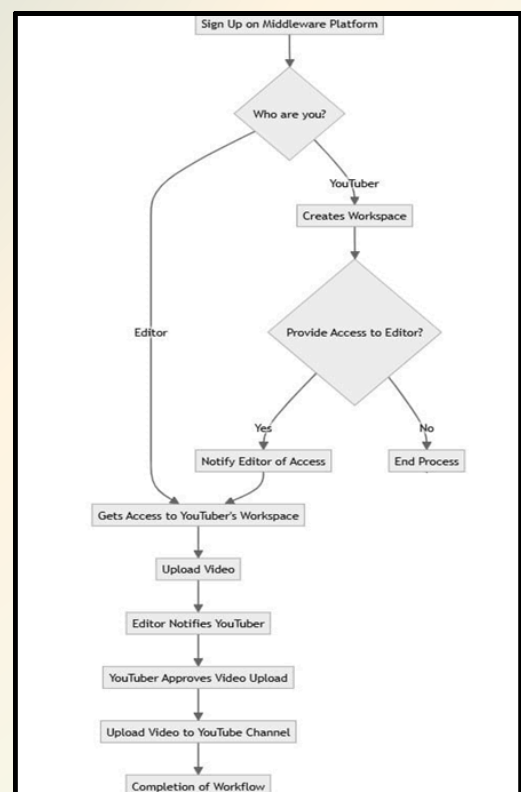 Sign Up on Middleware Platform
Who are you?
YouTuber
Creates Workspace
Editor
Provide Access to Editor?
Yes
No
Notify Editor of Access
End Process
Gets Access to YouTuber's Workspace
Upload Video
Editor Notifies YouTuber
YouTuber Approves Video Upload
Upload Video to YouTube Channel
Completion of Workflow